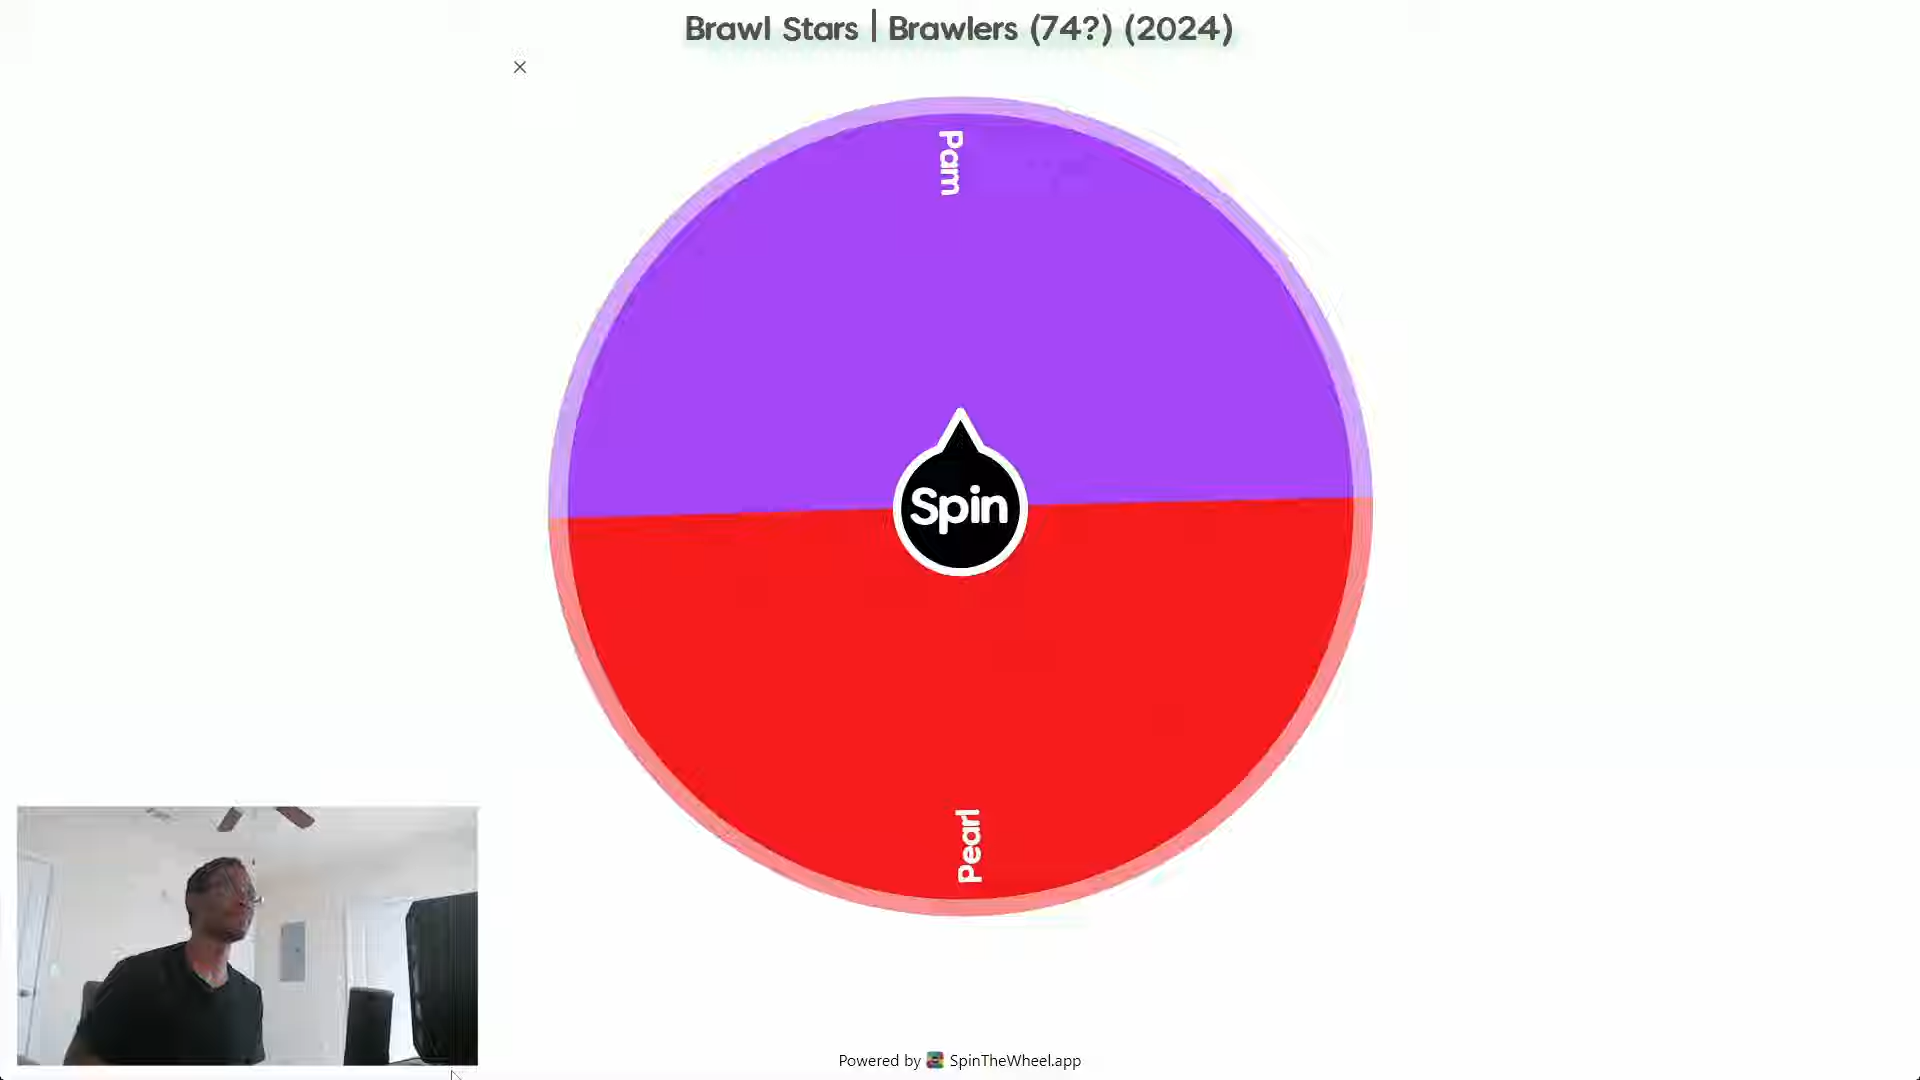 Brawl Stars | Brawlers (74?) (2024)
Pam
Spin
Pearl
Powered by SpinTheWheel.app